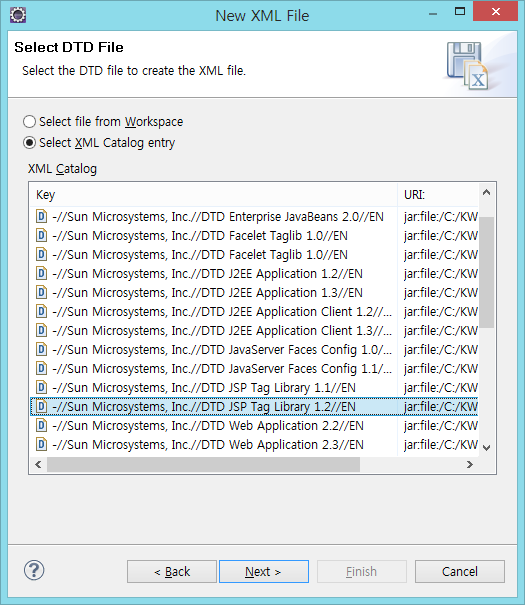 New XML File
Select DTD File
Select the DTD file to create the XML file.
Select file from Workspace
Select XML Catalog entry
XML Catalog
Key URI:
-//Sun Microsystems, Inc.//DTD Enterprise JavaBeans 2.0//EN jar:file:/C:/KW
-//Sun Microsystems, Inc.//DTD Facelet Taglib 1.0//EN jar:file:/C:/KW
-//Sun Microsystems, Inc.//DTD Facelet Taglib 1.0//EN jar:file:/C:/KW
-//Sun Microsystems, Inc.//DTD J2EE Application 1.2//EN jar:file:/C:/KW
-//Sun Microsystems, Inc.//DTD J2EE Application 1.3//EN jar:file:/C:/KW
-//Sun Microsystems, Inc.//DTD J2EE Application Client 1.2//... jar:file:/C:/KW
-//Sun Microsystems, Inc.//DTD J2EE Application Client 1.3//... jar:file:/C:/KW
-//Sun Microsystems, Inc.//DTD JavaServer Faces Config 1.0/... jar:file:/C:/KW
-//Sun Microsystems, Inc.//DTD JavaServer Faces Config 1.1/... jar:file:/C:/KW
-//Sun Microsystems, Inc.//DTD JSP Tag Library 1.1//EN jar:file:/C:/KW
-//Sun Microsystems, Inc.//DTD JSP Tag Library 1.2//EN jar:file:/C:/KW
-//Sun Microsystems, Inc.//DTD Web Application 2.2//EN jar:file:/C:/KW
-//Sun Microsystems, Inc.//DTD Web Application 2.3//EN jar:file:/C:/KW
< Back Next > Finish Cancel